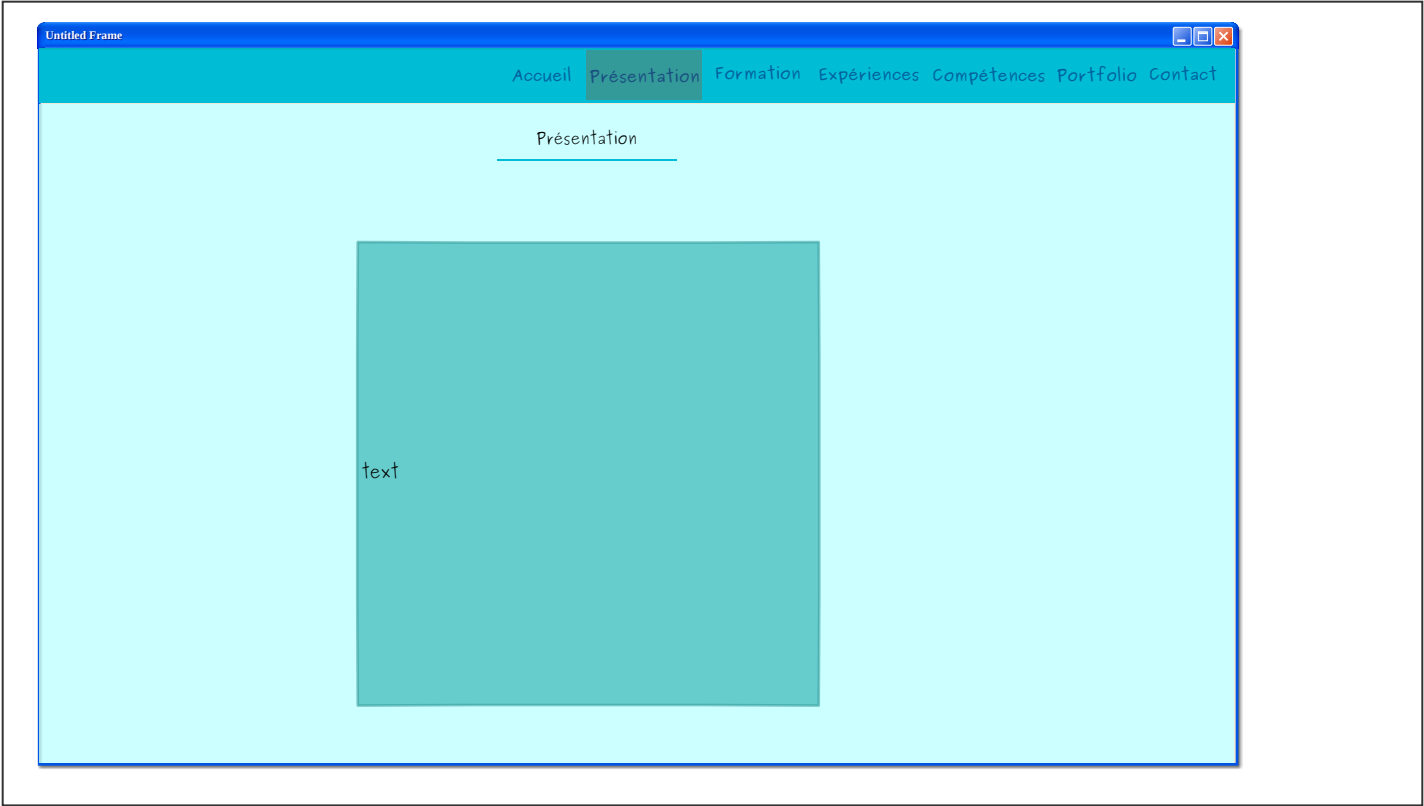 Untitled Frame
Accueil Présentation Formation Expériences Compétences Portfolio Contact
Présentation
text